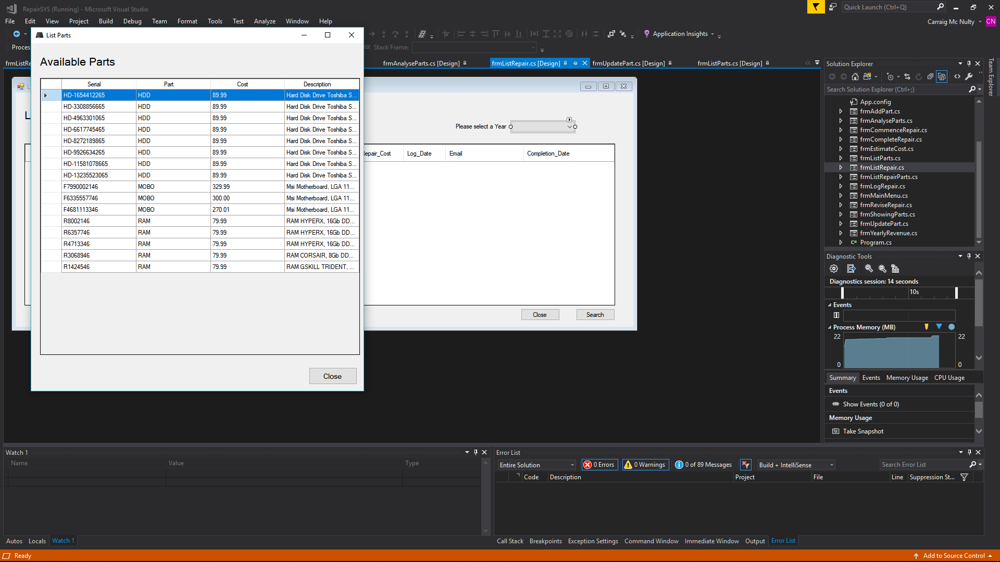 RepairSYS (Running) - Microsoft Visual Studio
Quick Launch (Ctrl+Q)
File Edit View Project Build Debug Team Format Tools Test Analyze Window Help
Carraig Mc Nulty CN
List Parts
Application Insights
Proces
Stack Frame:
frmListRe
frmAnalyseParts.cs [Design]
frmListRepair.cs [Design]
frmUpdatePart.cs [Design]
frmListParts.cs [Design]
Available Parts
Serial Part Cost Description
HD-1654412265 HDD 89.99 Hard Disk Drive Toshiba S...
HD-3308856665 HDD 89.99 Hard Disk Drive Toshiba S...
HD-4963301065 HDD 89.99 Hard Disk Drive Toshiba S...
HD-6617745465 HDD 89.99 Hard Disk Drive Toshiba S...
HD-8272189865 HDD 89.99 Hard Disk Drive Toshiba S...
HD-9926634265 HDD 89.99 Hard Disk Drive Toshiba S...
HD-11581078665 HDD 89.99 Hard Disk Drive Toshiba S...
HD-13235523065 HDD 89.99 Hard Disk Drive Toshiba S...
F7990002146 MOBO 329.99 Msi Motherboard, LGA 11...
F6335557746 MOBO 300.00 Msi Motherboard, LGA 11...
F4681113346 MOBO 270.01 Msi Motherboard, LGA 11...
R8002146 RAM 79.99 RAM HYPERX, 16Gb DD...
R6357746 RAM 79.99 RAM HYPERX, 16Gb DD...
R4713346 RAM 79.99 RAM HYPERX, 16Gb DD...
R3068946 RAM 79.99 RAM CORSAIR, 8Gb DD...
R1424546 RAM 79.99 RAM GSKILL TRIDENT, ...
Close
L
L
Please select a Year
epair_Cost Log_Date Email Completion_Date
Close Search
Solution Explorer
Search Solution Explorer (Ctrl+;)
App.config
frmAddPart.cs
frmAnalyseParts.cs
frmCommenceRepair.cs
frmCompleteRepair.cs
frmEstimateCost.cs
frmListParts.cs
frmListRepair.cs
frmListRepairParts.cs
frmLogRepair.cs
frmMainMenu.cs
frmReviseRepair.cs
frmShowingParts.cs
frmUpdatePart.cs
frmYearlyRevenue.cs
C# Program.cs
Team Explorer
Diagnostic Tools
Diagnostics session: 14 seconds
10s
Events
Process Memory (MB)
22 22
0 0
Summary Events Memory Usage CPU Usage
Events
Show Events (0 of 0)
Memory Usage
Take Snapshot
Watch 1
Name Value Type
Autos Locals Watch 1
Error List
Entire Solution 0 Errors 0 Warnings 0 of 89 Messages Build + IntelliSense Search Error List
Code Description Project File Line Suppression St...
Call Stack Breakpoints Exception Settings Command Window Immediate Window Output Error List
Ready
Add to Source Control